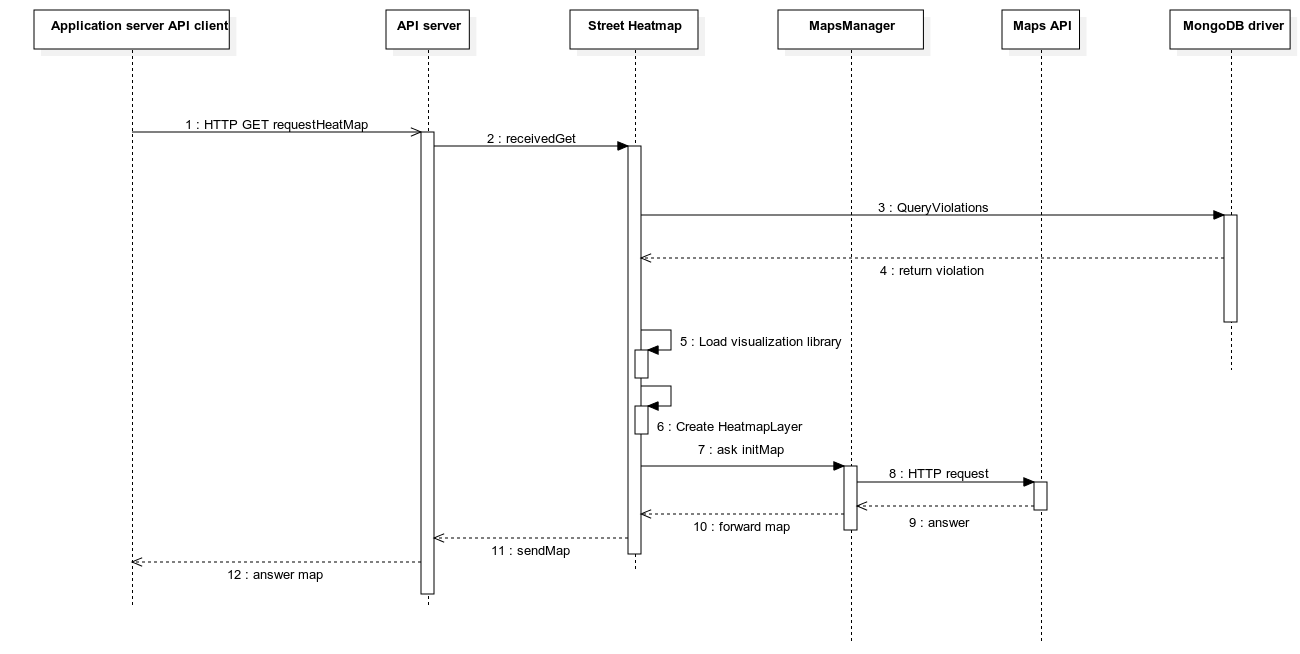 Application server API client
API server
Street Heatmap
MapsManager
Maps API
MongoDB driver
1 : HTTP GET requestHeatMap
2 : receivedGet
3 : QueryViolations
4 : return violation
5 : Load visualization library
6 : Create HeatmapLayer
7 : ask initMap
8 : HTTP request
9 : answer
10 : forward map
11 : sendMap
12 : answer map